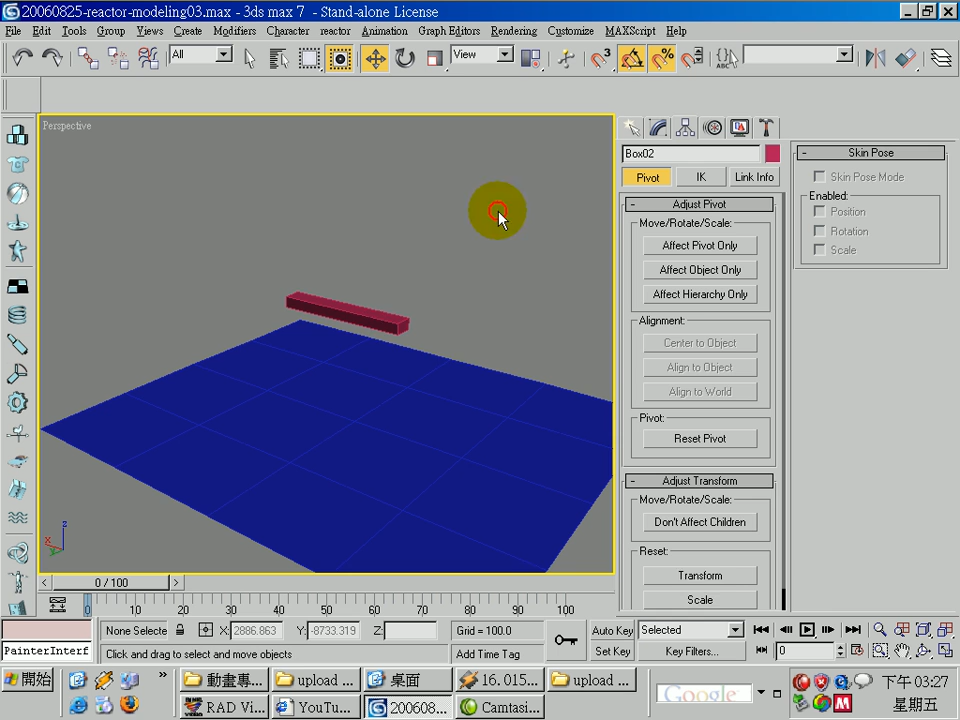 20060825-reactor-modeling03.max - 3ds max 7 - Stand-alone License
File Edit Tools Group Views Create Modifiers Character reactor Animation Graph Editors Rendering Customize MAXScript Help
All
View
Perspective
Box02
Pivot IK Link Info
- Adjust Pivot
Move/Rotate/Scale:
Affect Pivot Only
Affect Object Only
Affect Hierarchy Only
Alignment:
Center to Object
Align to Object
Align to World
Pivot:
Reset Pivot
- Adjust Transform
Move/Rotate/Scale:
Don't Affect Children
Reset:
Transform
Scale
- Skin Pose
Skin Pose Mode
Enabled:
Position
Rotation
Scale
z
x
y
< 0 / 100 >
0 10 20 30 40 50 60 70 80 90 100
None Selecte X: 2886.863 Y: -8733.319 Z: Grid = 100.0 Auto Key Selected
PainterInterf Click and drag to select and move objects Add Time Tag Set Key Key Filters... 0
開始 » 動畫專... upload ... 桌面 16.015... upload ... 下午 03:27
RAD Vi... YouTu... 200608... Camtasi... Google 星期五